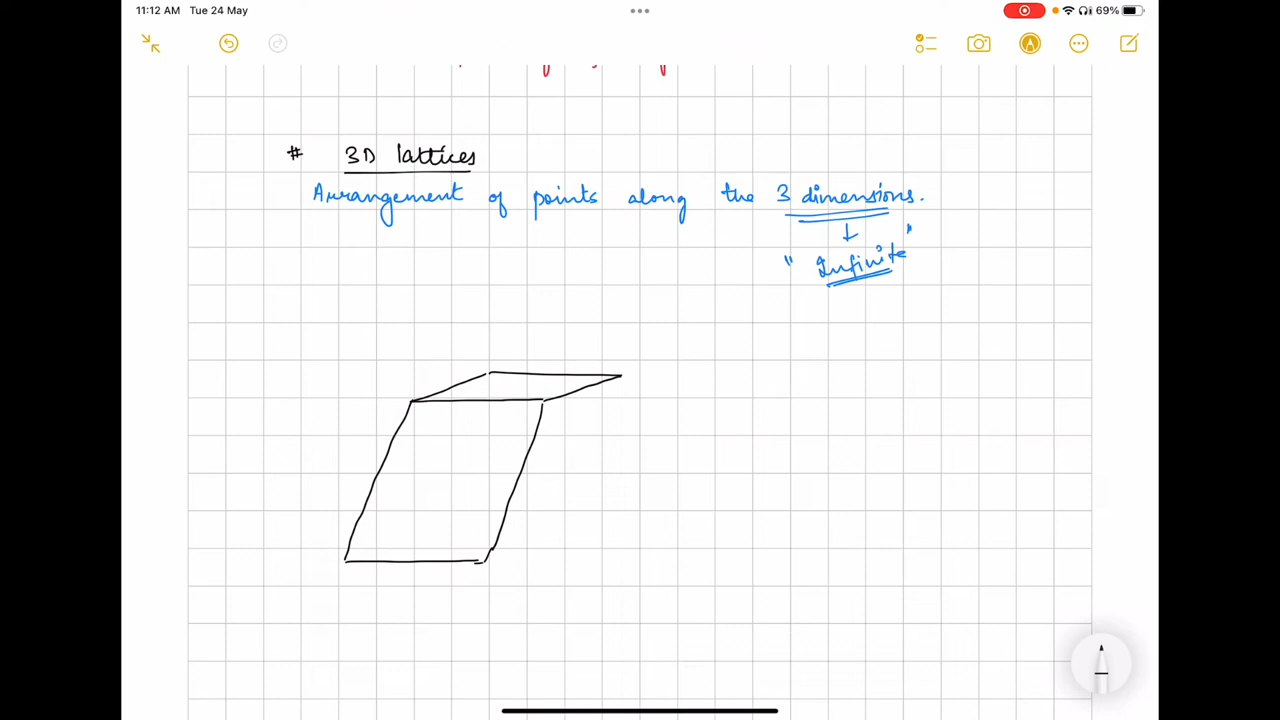 11:12 AM Tue 24 May
69%
# 3D lattices
Arrangement of points along the 3 dimensions.
↓
" Infinite "